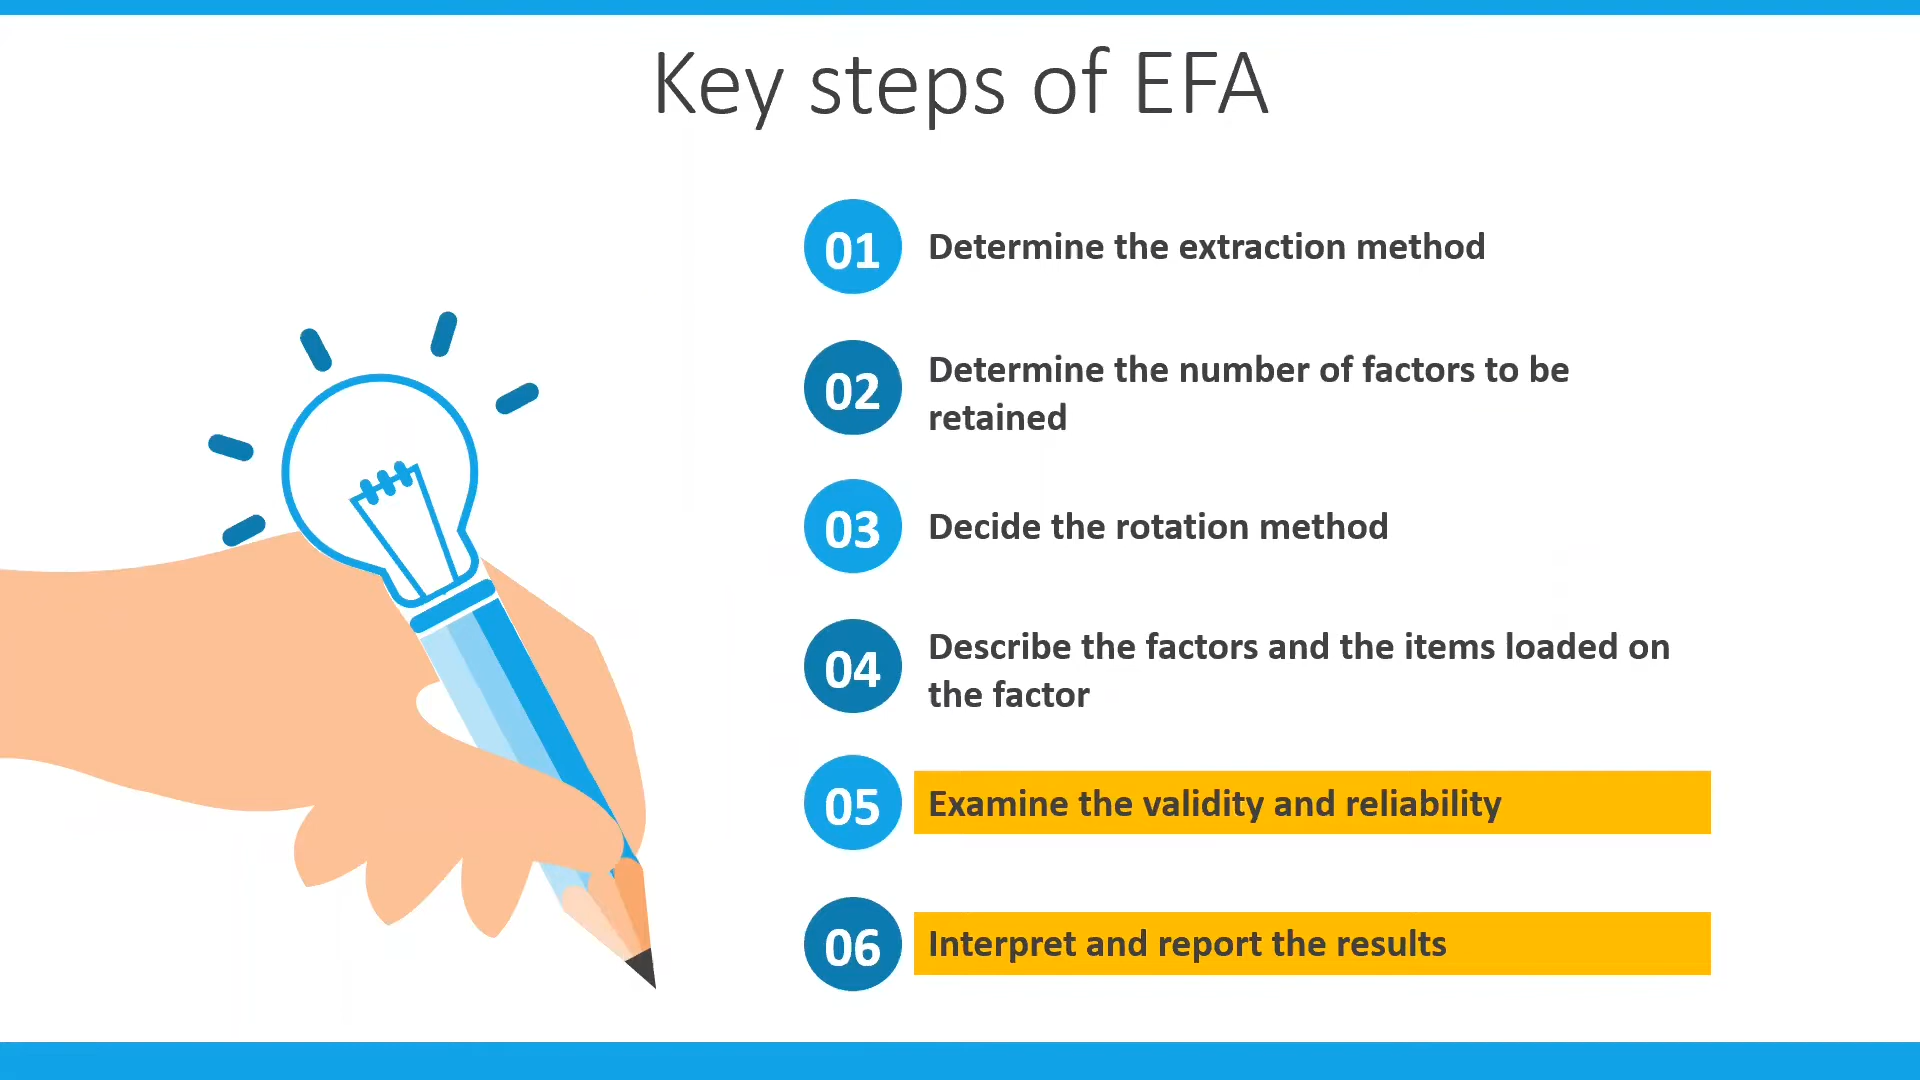 Key steps of EFA
01
Determine the extraction method
02
Determine the number of factors to be
retained
03
Decide the rotation method
04
Describe the factors and the items loaded on
the factor
05
Examine the validity and reliability
06
Interpret and report the results